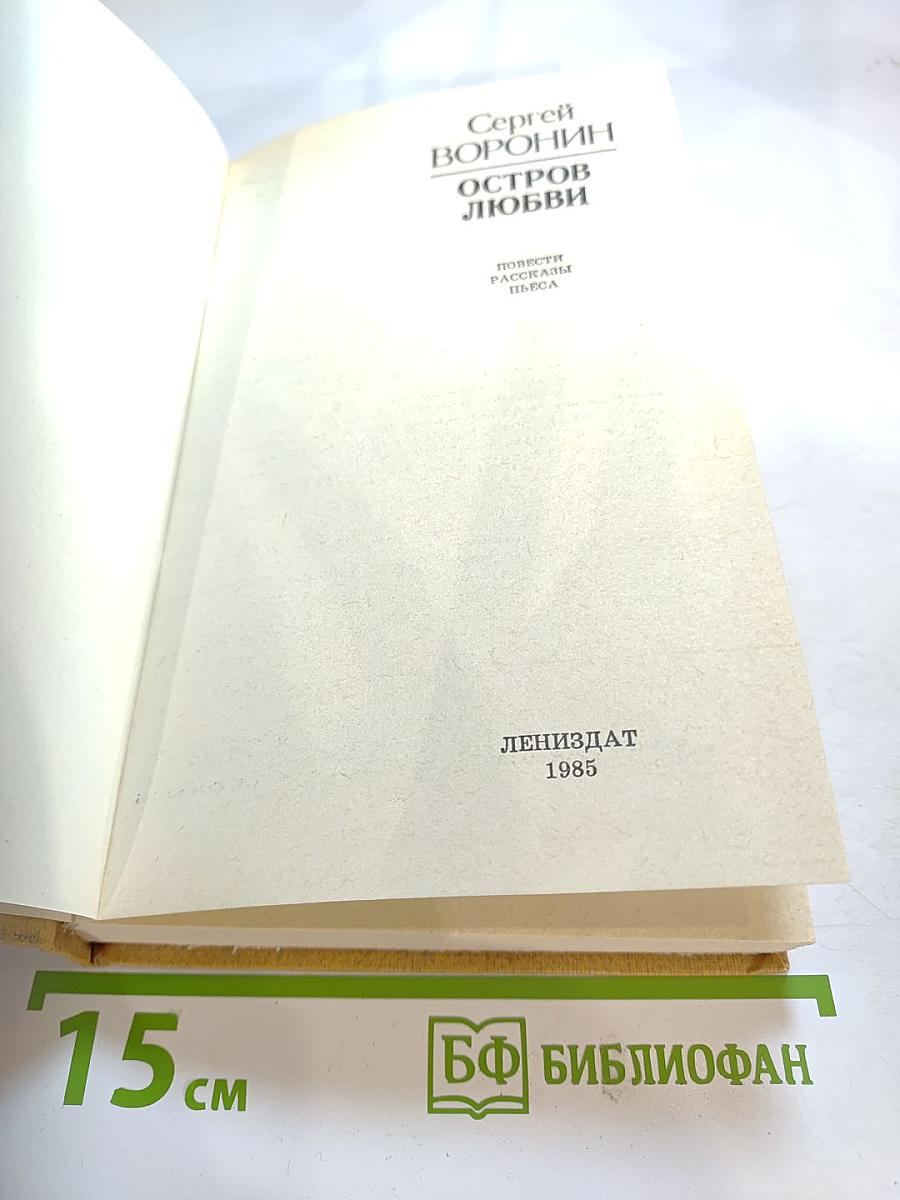 Сергей
ВОРОНИН
ОСТРОВ
ЛЮБВИ
ПОВЕСТИ
РАССКАЗЫ
ПЬЕСА
ЛЕНИЗДАТ
1985
15 см
БФ БИБЛИОФАН